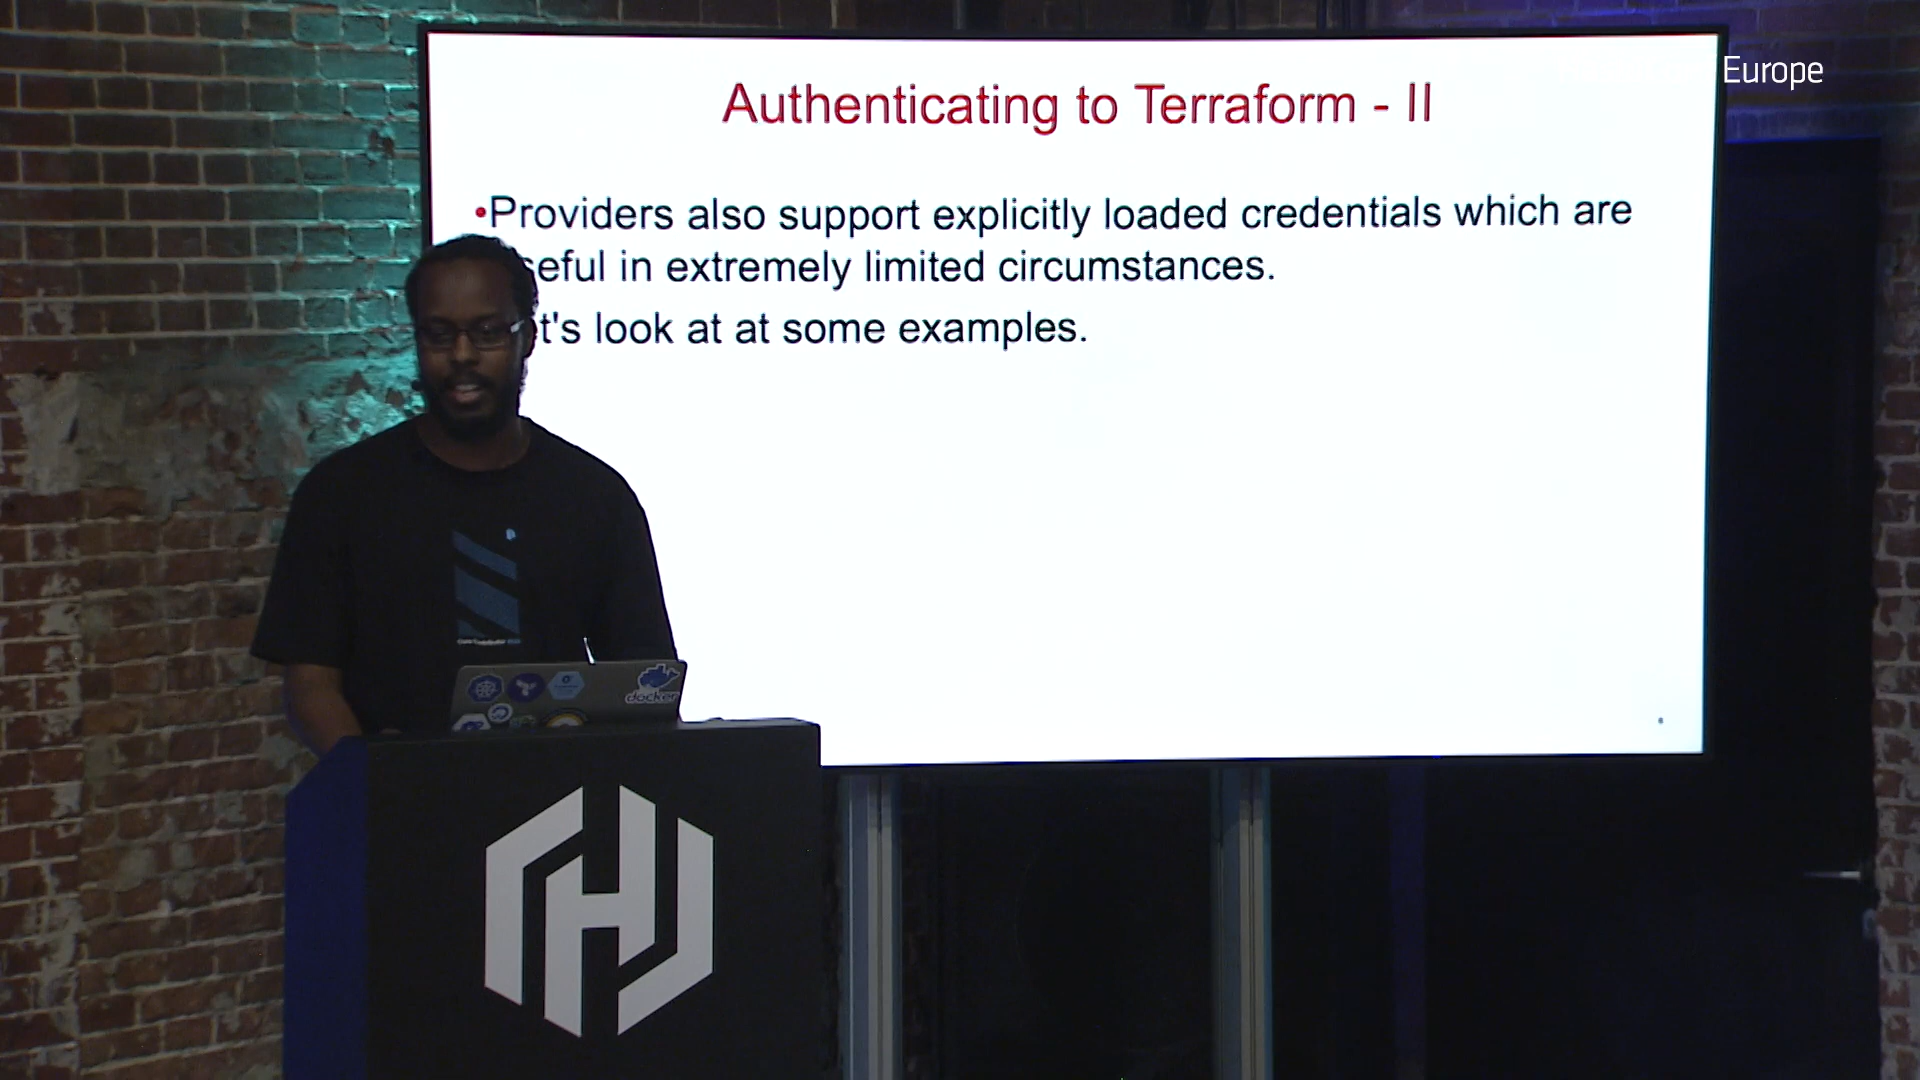 Europe
Authenticating to Terraform - II
•Providers also support explicitly loaded credentials which are
seful in extremely limited circumstances.
t's look at at some examples.
docker